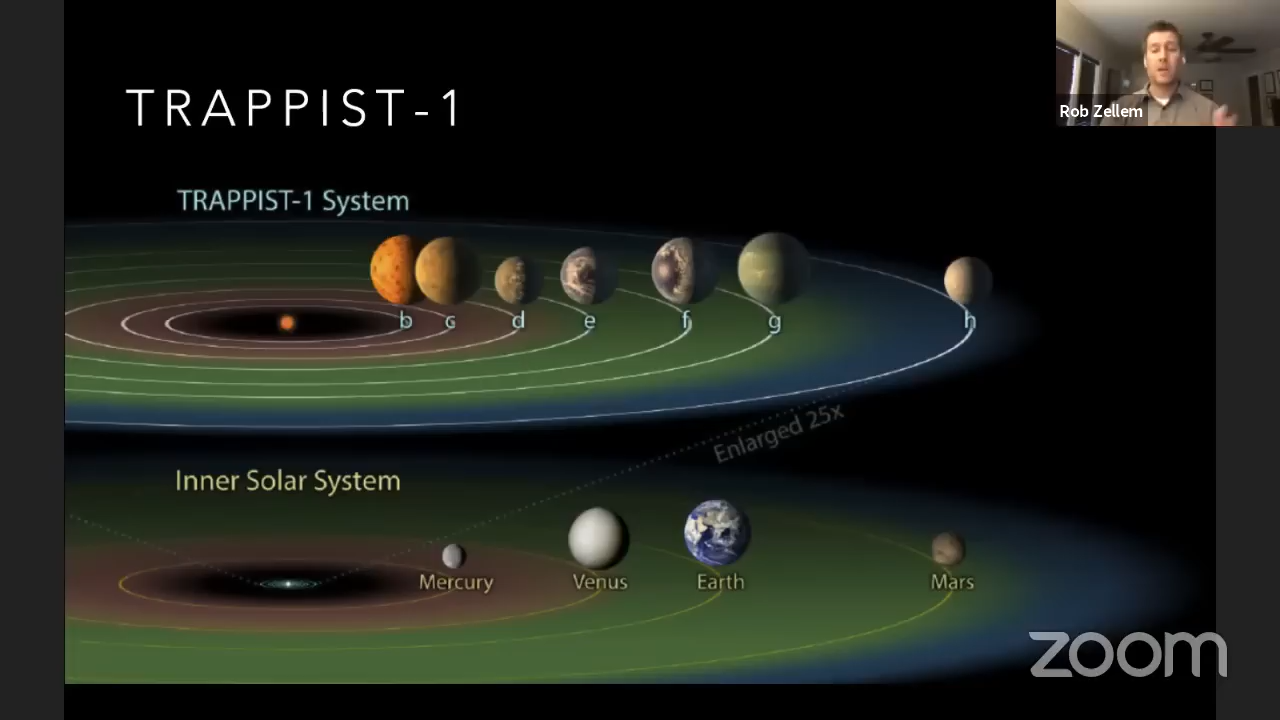 Rob Zellem
TRAPPIST-1
TRAPPIST-1 System
b c d e f g h
Enlarged 25x
Inner Solar System
Mercury Venus Earth Mars
zoom